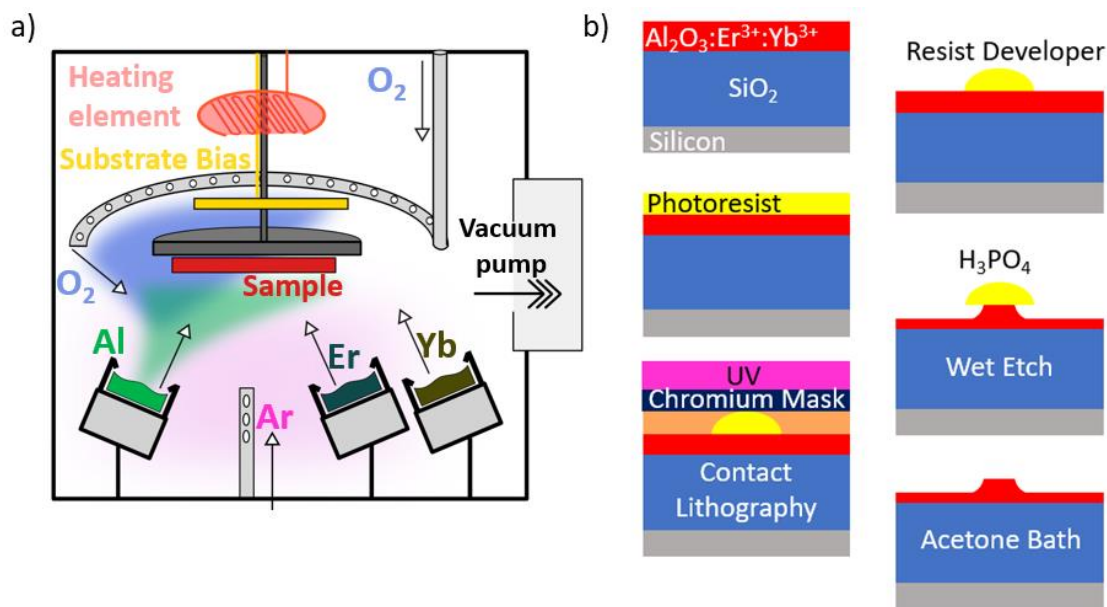 a)
Heating
element
O₂
Substrate Bias
Vacuum
pump
O₂
Sample
Al
Er
Yb
Ar
b)
Al₂O₃:Er³⁺:Yb³⁺
SiO₂
Silicon
Photoresist
UV
Chromium Mask
Contact
Lithography
Resist Developer
H₃PO₄
Wet Etch
Acetone Bath